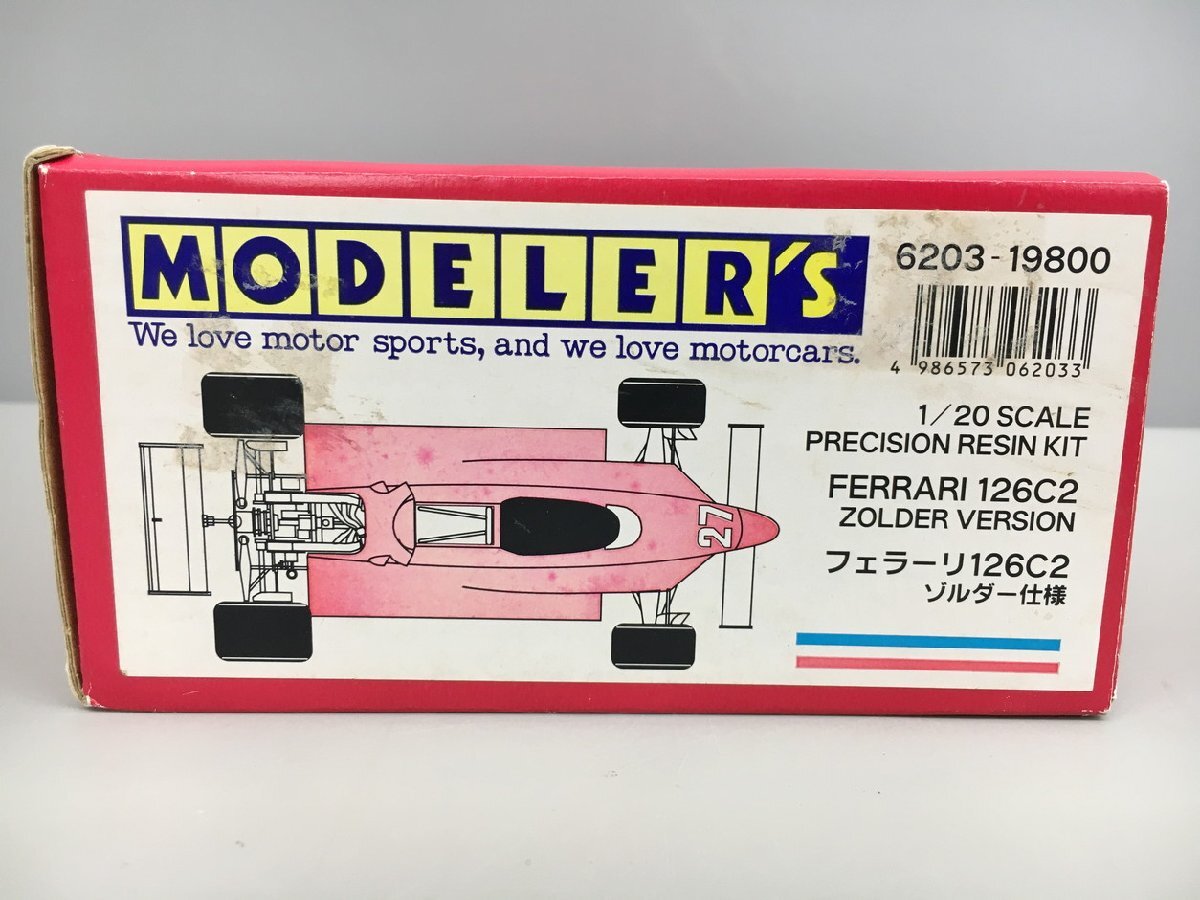 MODELER'S
We love motor sports, and we love motorcars.
6203-19800
4 986573 062033
1/20 SCALE
PRECISION RESIN KIT
FERRARI 126C2
ZOLDER VERSION
フェラーリ126C2
ゾルダー仕様
27